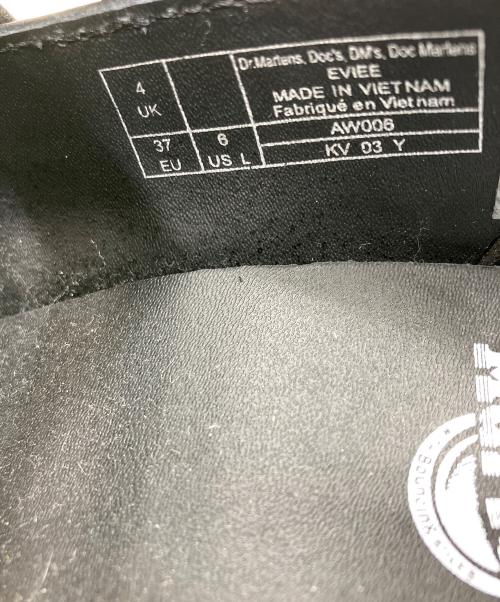 Dr.Martens, Doc's, DM's, Doc Martens
EVIEE
MADE IN VIETNAM
Fabriqué en Vietnam
4
UK
37
EU
6
US L
AW006
KV 03 Y
Bouncing